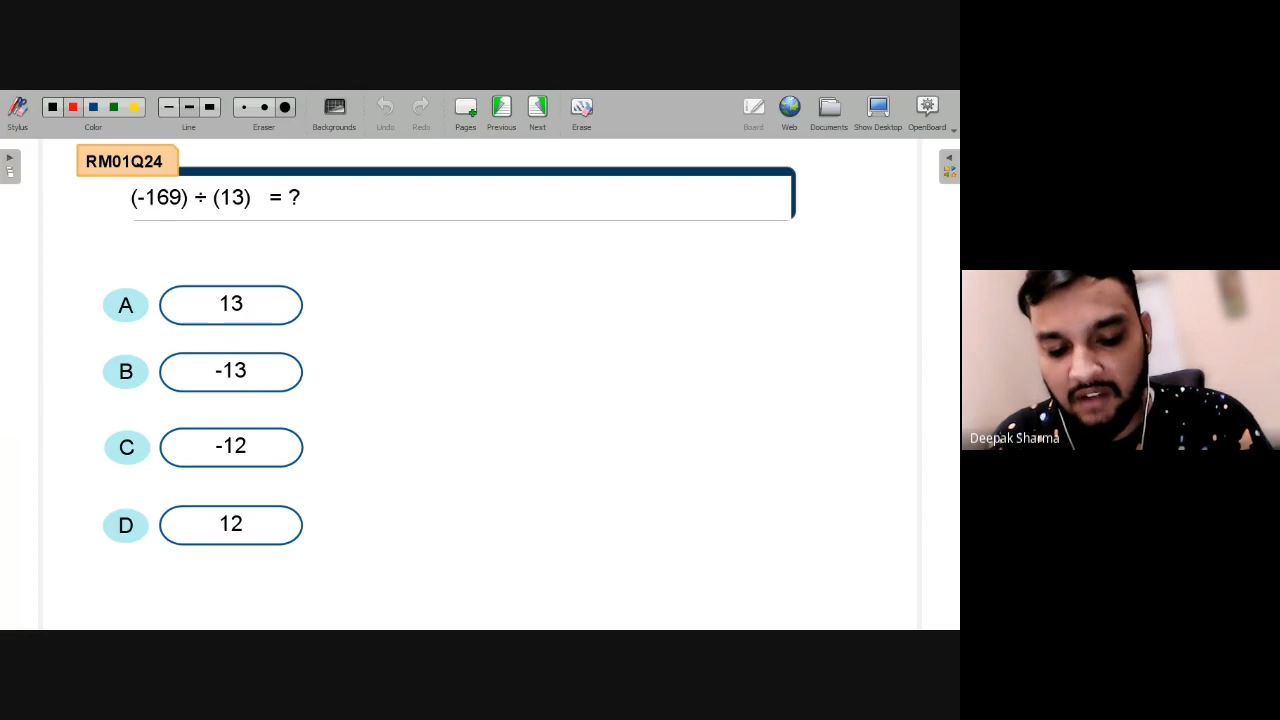 Stylus
Color
Line
Eraser
Backgrounds
Undo
Redo
Pages
Previous
Next
Erase
Board
Web
Documents
Show Desktop
OpenBoard
RM01Q24
(-169) ÷ (13) = ?
A 13
B -13
C -12
D 12
Deepak Sharma